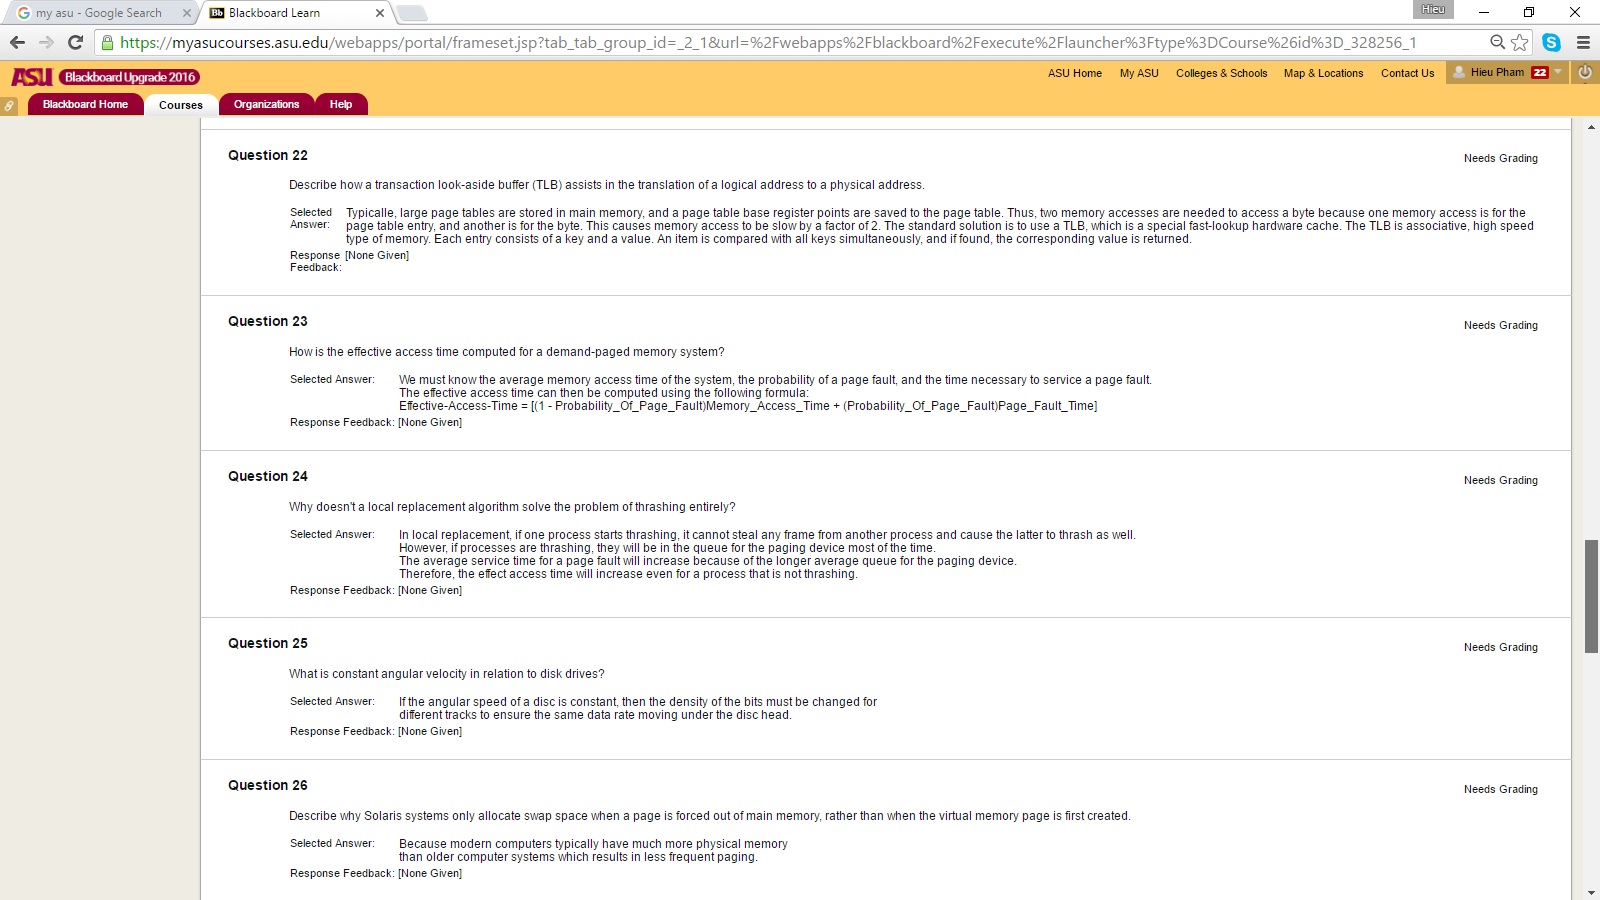 my asu - Google Search
Bb Blackboard Learn
Hieu
https://myasucourses.asu.edu/webapps/portal/frameset.jsp?tab_tab_group_id=_2_1&url=%2Fwebapps%2Fblackboard%2Fexecute%2Flauncher%3Ftype%3DCourse%26id%3D_328256_1
ASU Blackboard Upgrade 2016
ASU Home My ASU Colleges & Schools Map & Locations Contact Us Hieu Pham 22
Blackboard Home Courses Organizations Help
Question 22
Needs Grading
Describe how a transaction look-aside buffer (TLB) assists in the translation of a logical address to a physical address.
Selected Answer:
Typicalle, large page tables are stored in main memory, and a page table base register points are saved to the page table. Thus, two memory accesses are needed to access a byte because one memory access is for the
page table entry, and another is for the byte. This causes memory access to be slow by a factor of 2. The standard solution is to use a TLB, which is a special fast-lookup hardware cache. The TLB is associative, high speed
type of memory. Each entry consists of a key and a value. An item is compared with all keys simultaneously, and if found, the corresponding value is returned.
Response [None Given]
Feedback:
Question 23
Needs Grading
How is the effective access time computed for a demand-paged memory system?
Selected Answer: We must know the average memory access time of the system, the probability of a page fault, and the time necessary to service a page fault.
The effective access time can then be computed using the following formula:
Effective-Access-Time = [(1 - Probability_Of_Page_Fault)Memory_Access_Time + (Probability_Of_Page_Fault)Page_Fault_Time]
Response Feedback: [None Given]
Question 24
Needs Grading
Why doesn't a local replacement algorithm solve the problem of thrashing entirely?
Selected Answer: In local replacement, if one process starts thrashing, it cannot steal any frame from another process and cause the latter to thrash as well.
However, if processes are thrashing, they will be in the queue for the paging device most of the time.
The average service time for a page fault will increase because of the longer average queue for the paging device.
Therefore, the effect access time will increase even for a process that is not thrashing.
Response Feedback: [None Given]
Question 25
Needs Grading
What is constant angular velocity in relation to disk drives?
Selected Answer: If the angular speed of a disc is constant, then the density of the bits must be changed for
different tracks to ensure the same data rate moving under the disc head.
Response Feedback: [None Given]
Question 26
Needs Grading
Describe why Solaris systems only allocate swap space when a page is forced out of main memory, rather than when the virtual memory page is first created.
Selected Answer: Because modern computers typically have much more physical memory
than older computer systems which results in less frequent paging.
Response Feedback: [None Given]